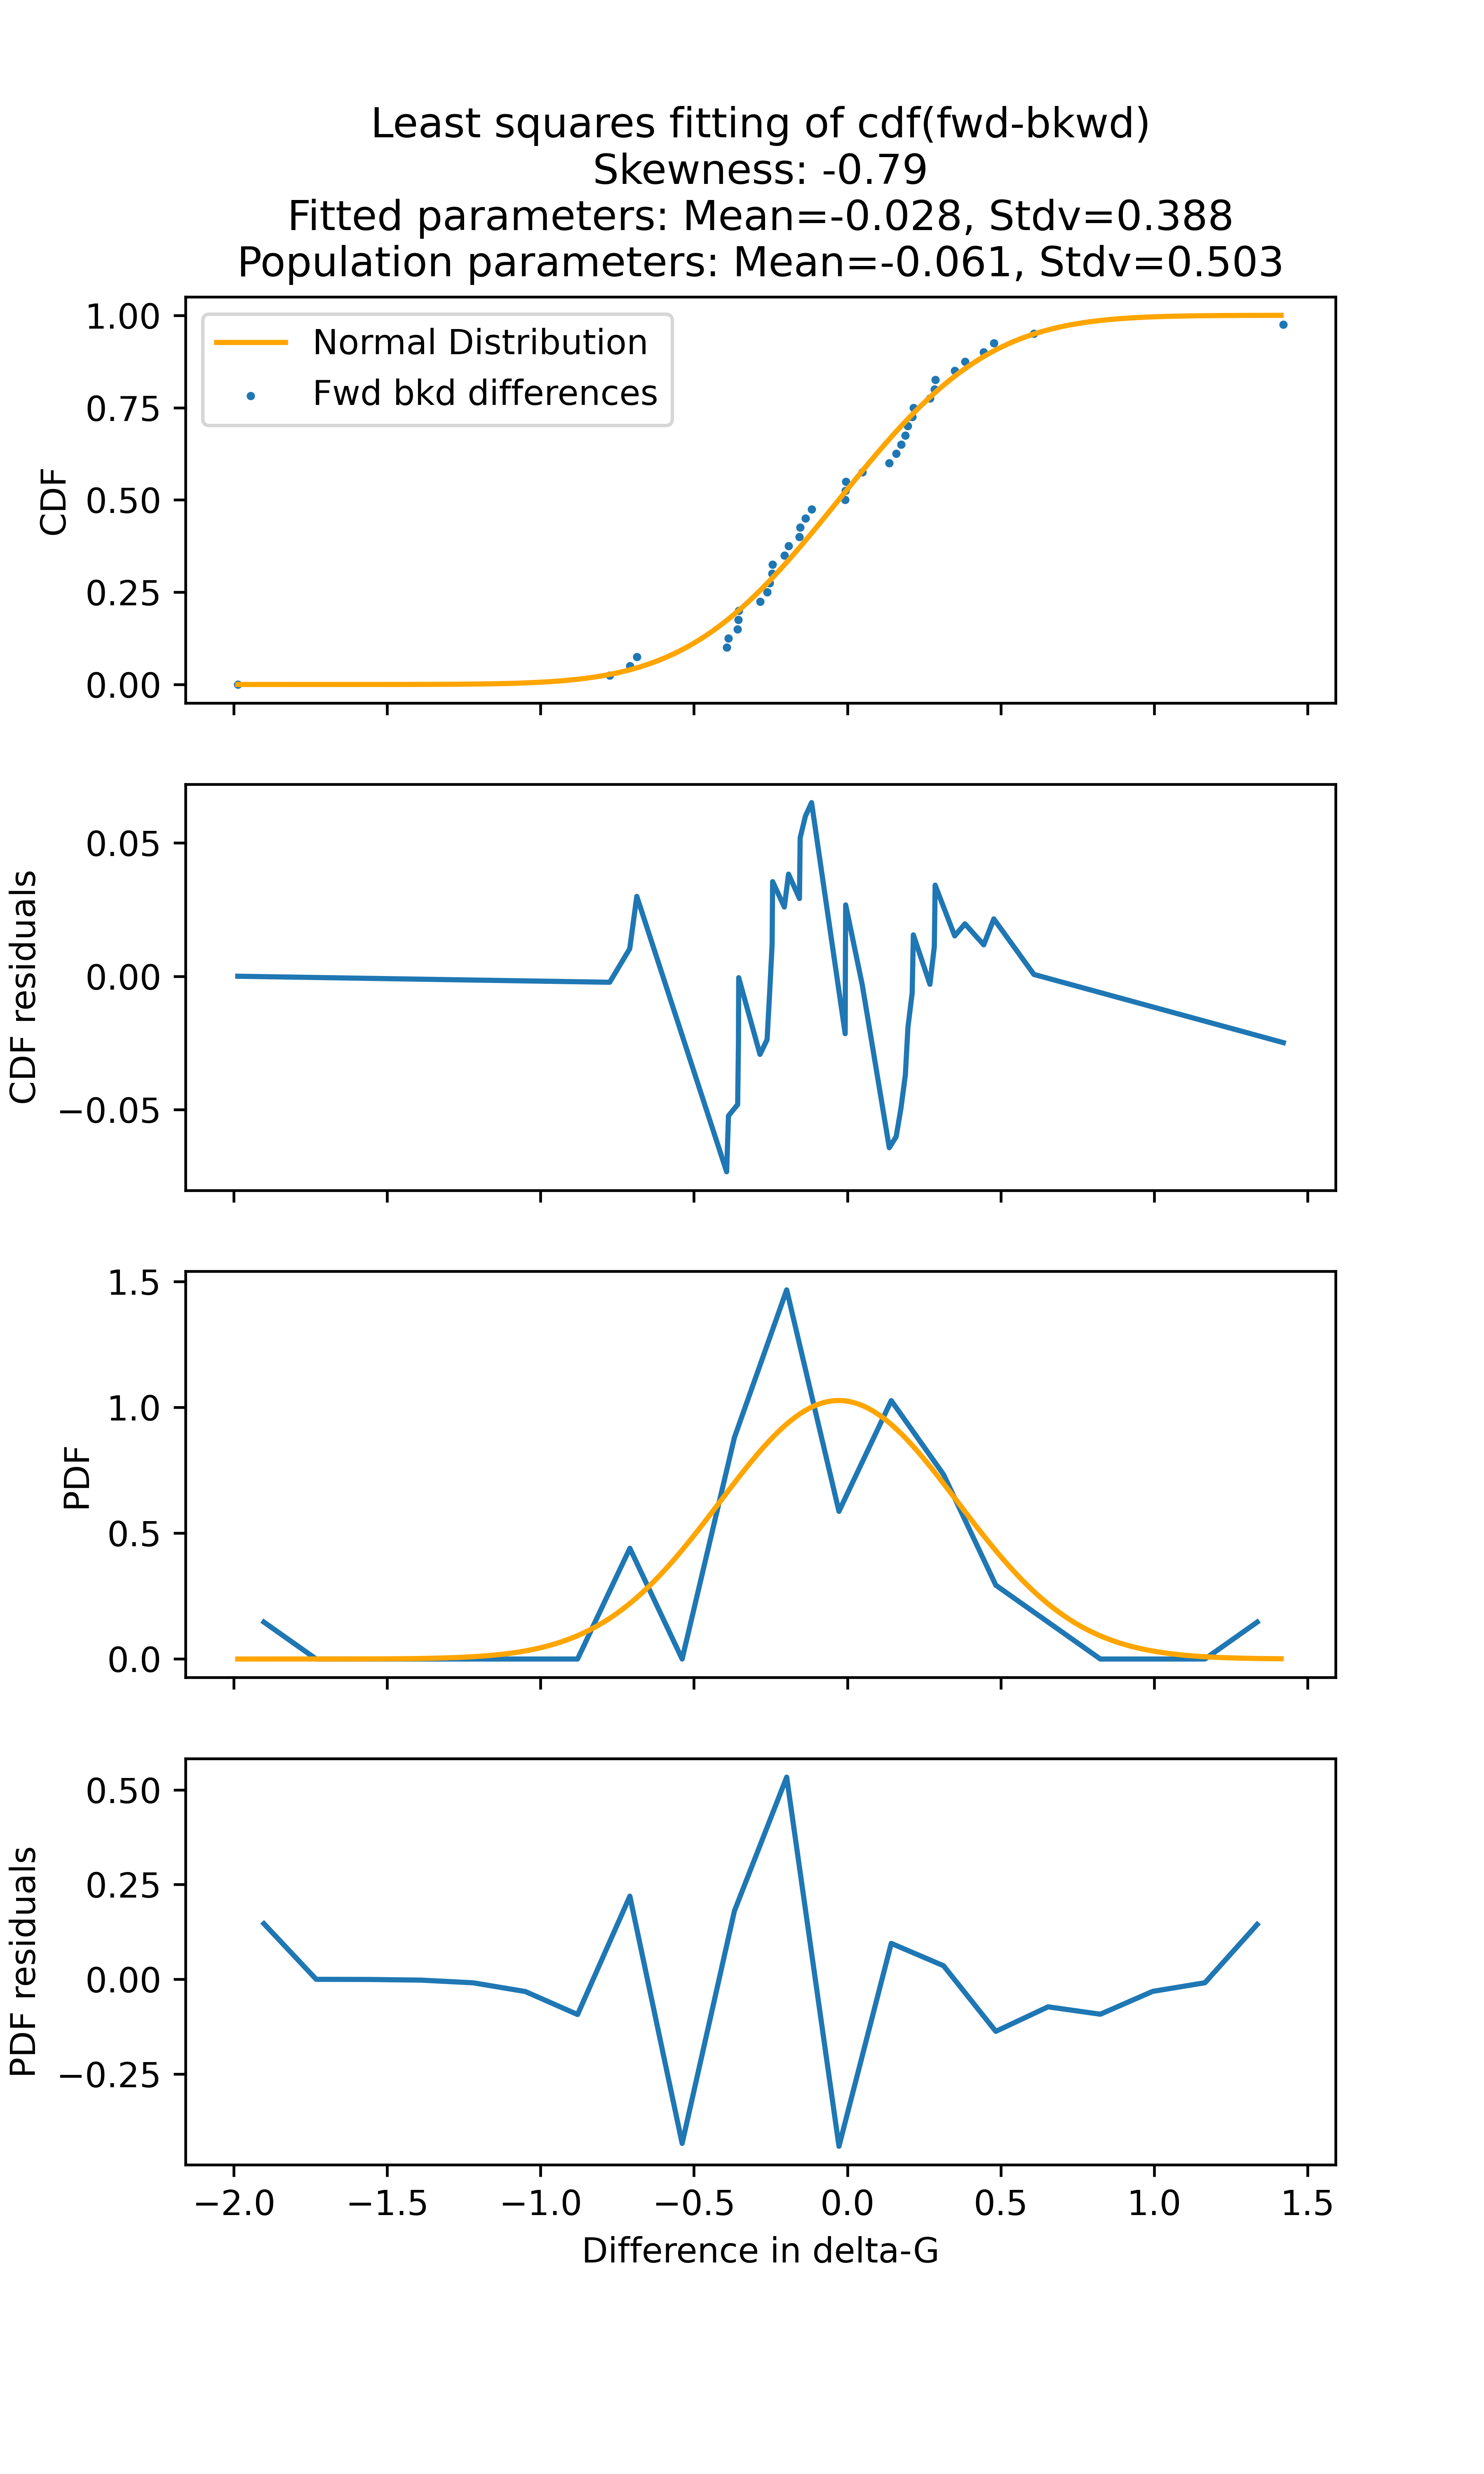 Least squares fitting of cdf(fwd-bkwd)
Skewness: -0.79
Fitted parameters: Mean=-0.028, Stdv=0.388
Population parameters: Mean=-0.061, Stdv=0.503
1.00
0.75
0.50
0.25
0.00
CDF
Normal Distribution
Fwd bkd differences
0.05
0.00
−0.05
CDF residuals
1.5
1.0
0.5
0.0
PDF
0.50
0.25
0.00
−0.25
PDF residuals
−2.0 −1.5 −1.0 −0.5 0.0 0.5 1.0 1.5
Difference in delta-G